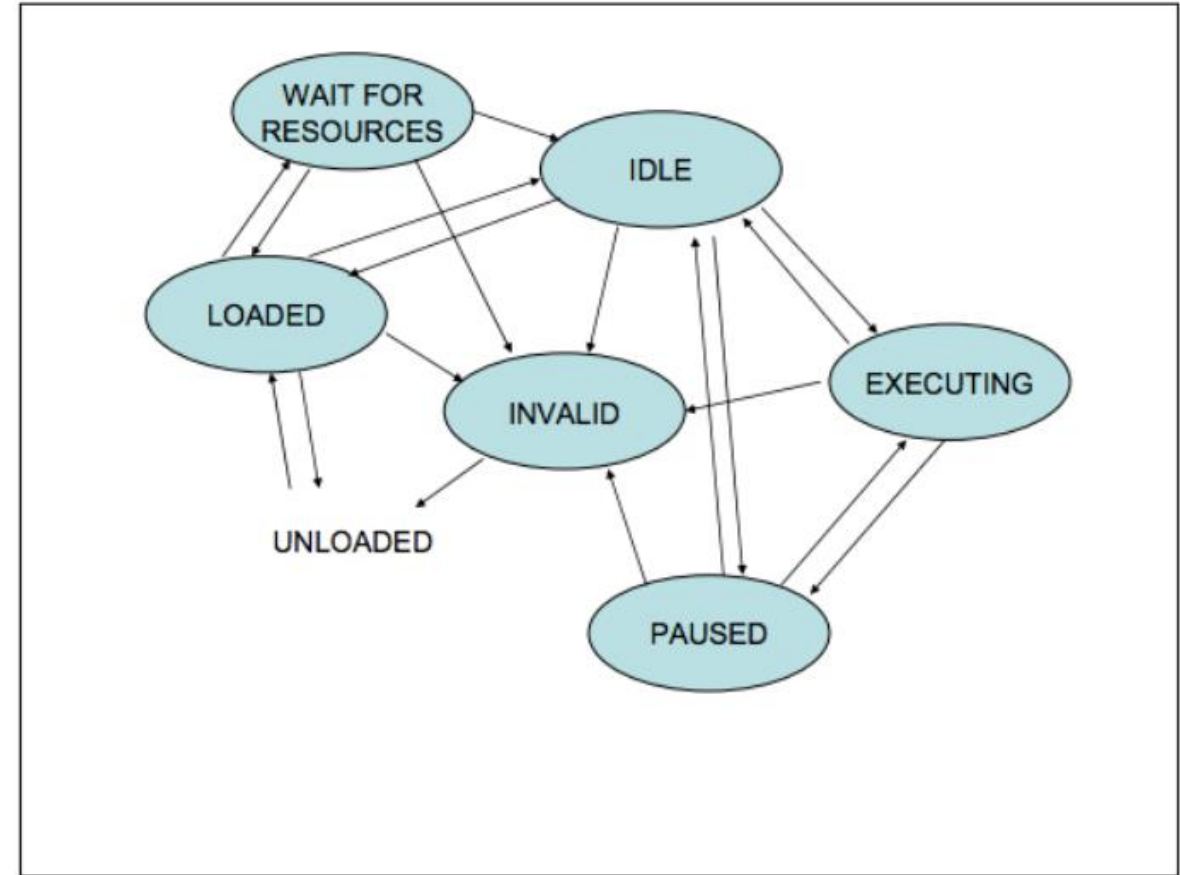 WAIT FOR
RESOURCES
IDLE
LOADED
EXECUTING
INVALID
UNLOADED
PAUSED